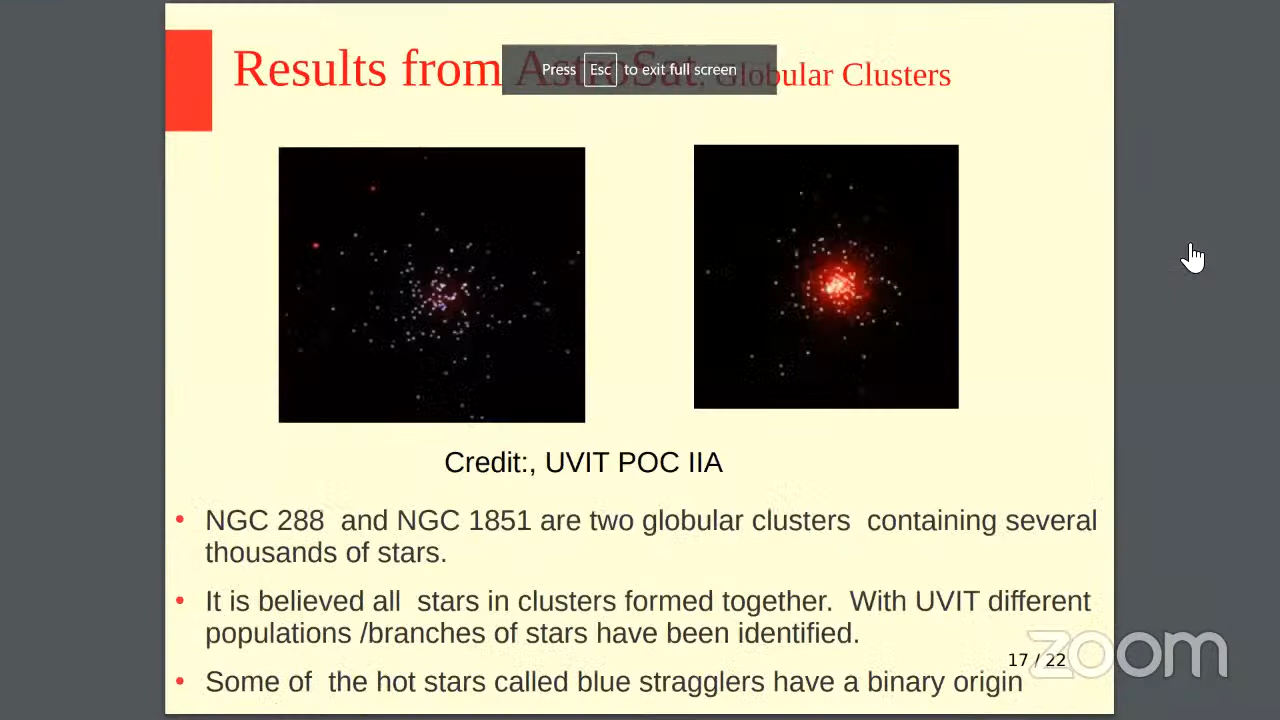 Results from AstroSat: Globular Clusters
Press Esc to exit full screen
Credit:, UVIT POC IIA
• NGC 288 and NGC 1851 are two globular clusters containing several
thousands of stars.
• It is believed all stars in clusters formed together. With UVIT different
populations /branches of stars have been identified.
17 / 22
zoom
• Some of the hot stars called blue stragglers have a binary origin